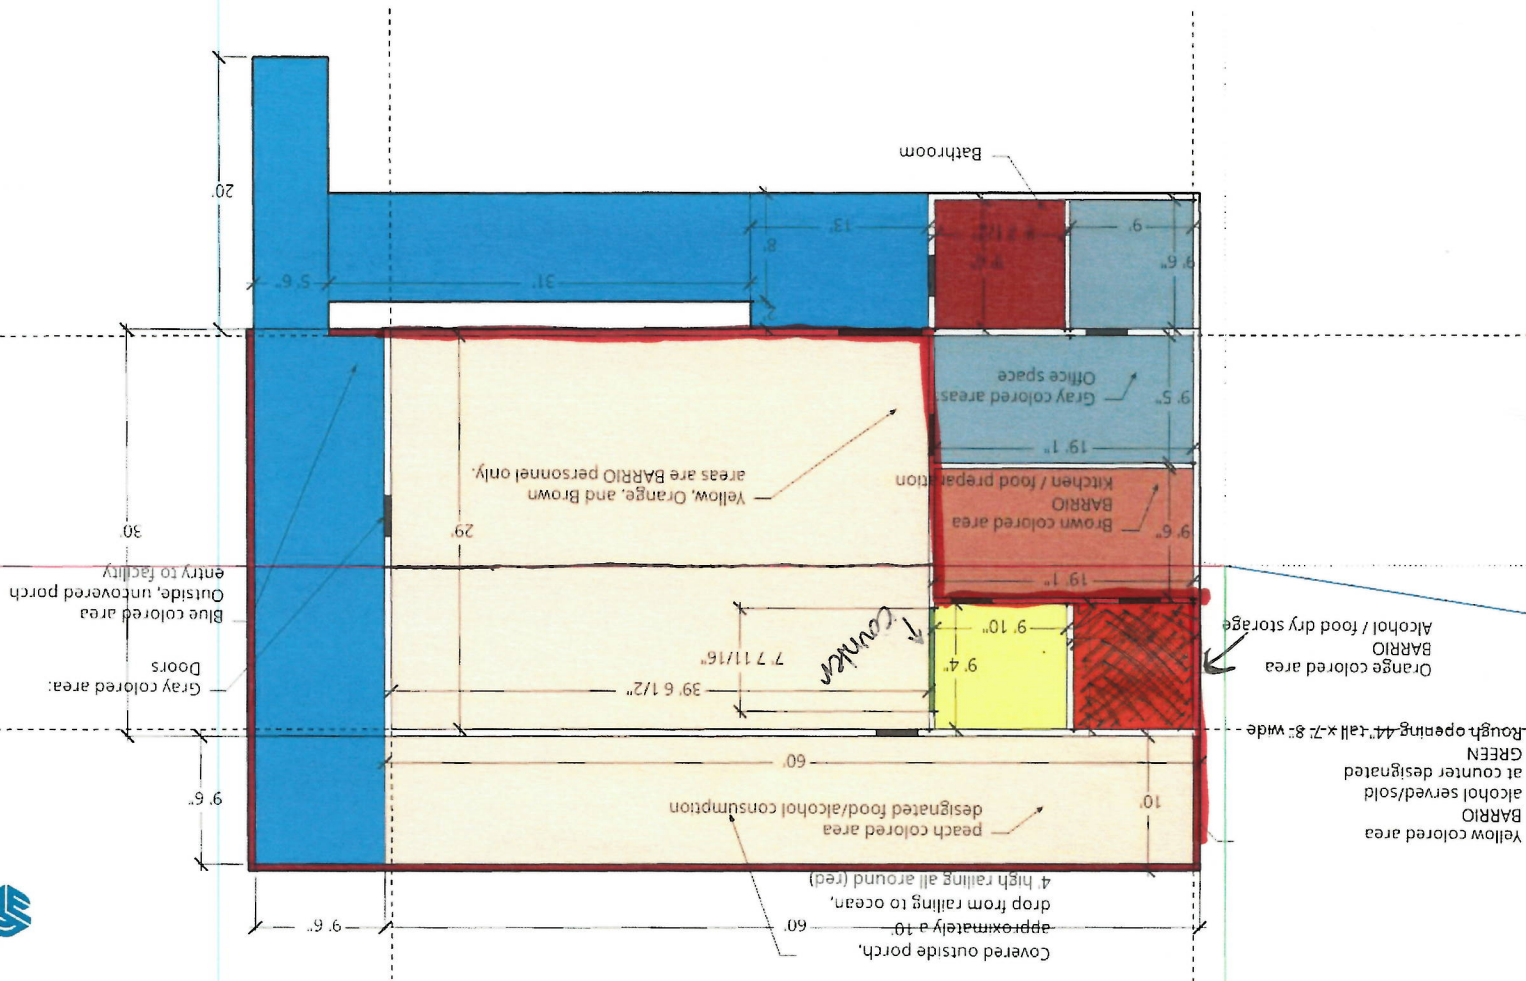 Covered outside porch,
approximately a 10'
drop from railing to ocean,
4' high railing all around (red)
60'
9' 6"
Yellow colored area
BARRIO
alcohol served/sold
at counter designated
GREEN
Rough opening 44" tall x 7' 8" wide
peach colored area
designated food/alcohol consumption
10'
60'
9' 6"
Orange colored area
BARRIO
Alcohol / food dry storage
9' 4"
9' 10"
counter
39' 6 1/2"
7' 7 11/16"
Gray colored area:
Doors
Blue colored area
Outside, uncovered porch
entry to facility
19' 1"
9' 6"
Brown colored area
BARRIO
Kitchen / food preparation
29'
30'
Yellow, Orange, and Brown
areas are BARRIO personnel only.
19' 1"
9' 5"
Gray colored areas:
Office space
2'
31'
5' 6"
9' 6"
8'
9'
13'
20'
Bathroom